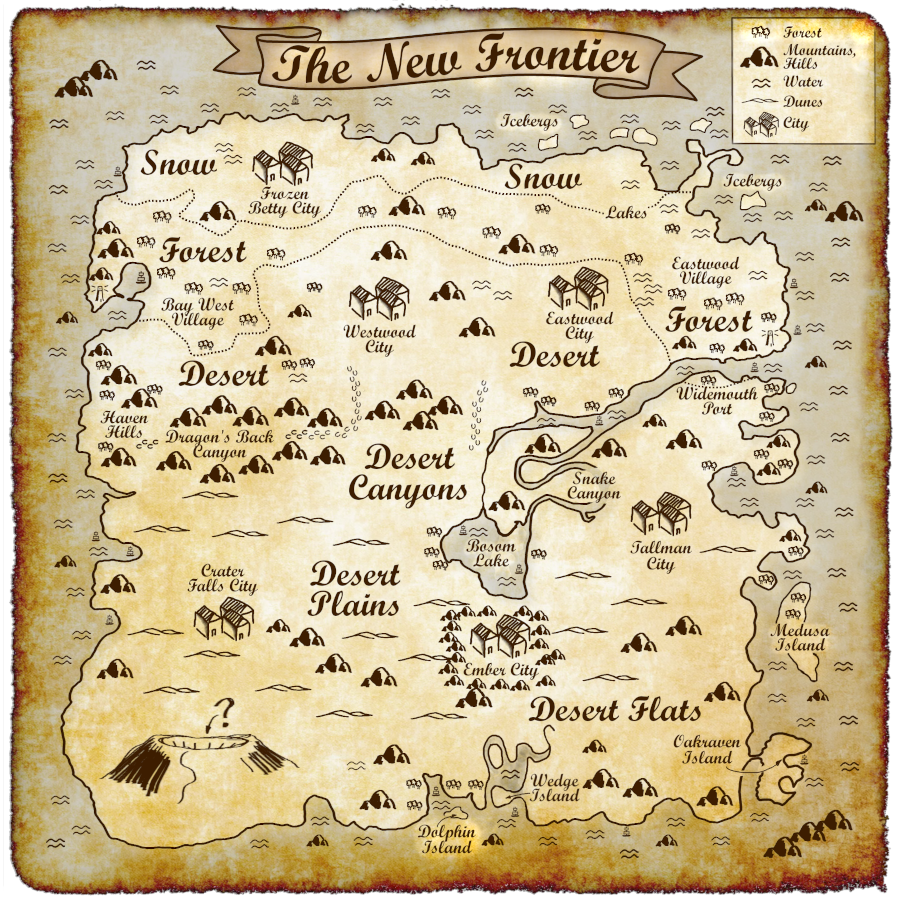 The New Frontier
Forest
Mountains,
Hills
Water
Dunes
City
Icebergs
Snow
Frozen
Betty City
Snow
Icebergs
Lakes
Forest
Eastwood
Village
Bay West
Village
Westwood
City
Eastwood
City
Forest
Desert
Desert
Widemouth
Port
Haven
Hills
Dragon's Back
Canyon
Desert
Canyons
Snake
Canyon
Tallman
City
Bosom
Lake
Crater
Falls City
Desert
Plains
Medusa
Island
Ember City
Desert Flats
?
Oakraven
Island
Wedge
Island
Dolphin
Island